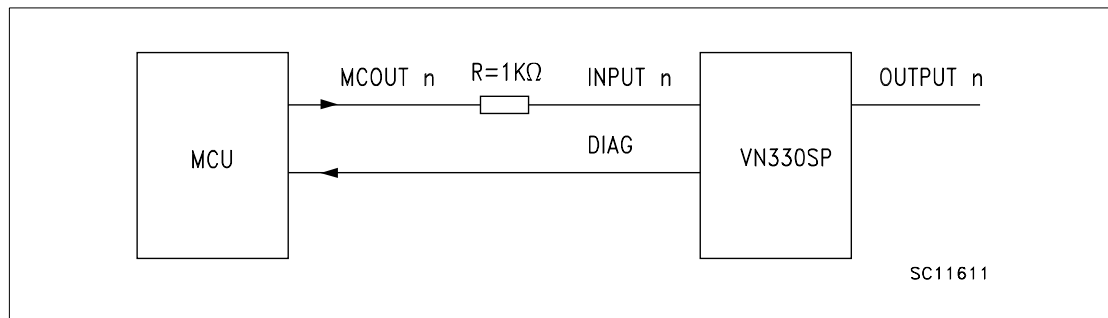 MCOUT n
R=1KΩ
INPUT n
OUTPUT n
DIAG
MCU
VN330SP
SC11611